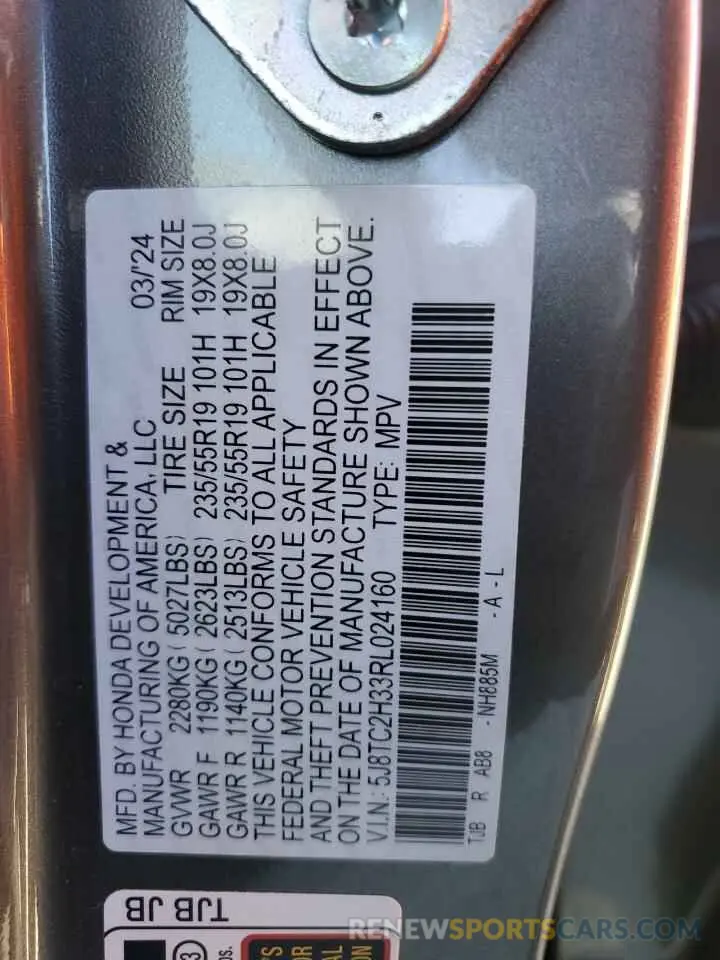 MFD. BY HONDA DEVELOPMENT &
MANUFACTURING OF AMERICA, LLC 03/'24
GVWR 2280KG(5027LBS) TIRE SIZE RIM SIZE
GAWR F 1190KG(2623LBS) 235/55R19 101H 19X8.0J
GAWR R 1140KG(2513LBS) 235/55R19 101H 19X8.0J
THIS VEHICLE CONFORMS TO ALL APPLICABLE
FEDERAL MOTOR VEHICLE SAFETY
AND THEFT PREVENTION STANDARDS IN EFFECT
ON THE DATE OF MANUFACTURE SHOWN ABOVE.
V.I.N.: 5J8TC2H33RL024160 TYPE: MPV
TJB R AB8 -NH885M -A-L
TJB JB
RENEWSPORTSCARS.COM